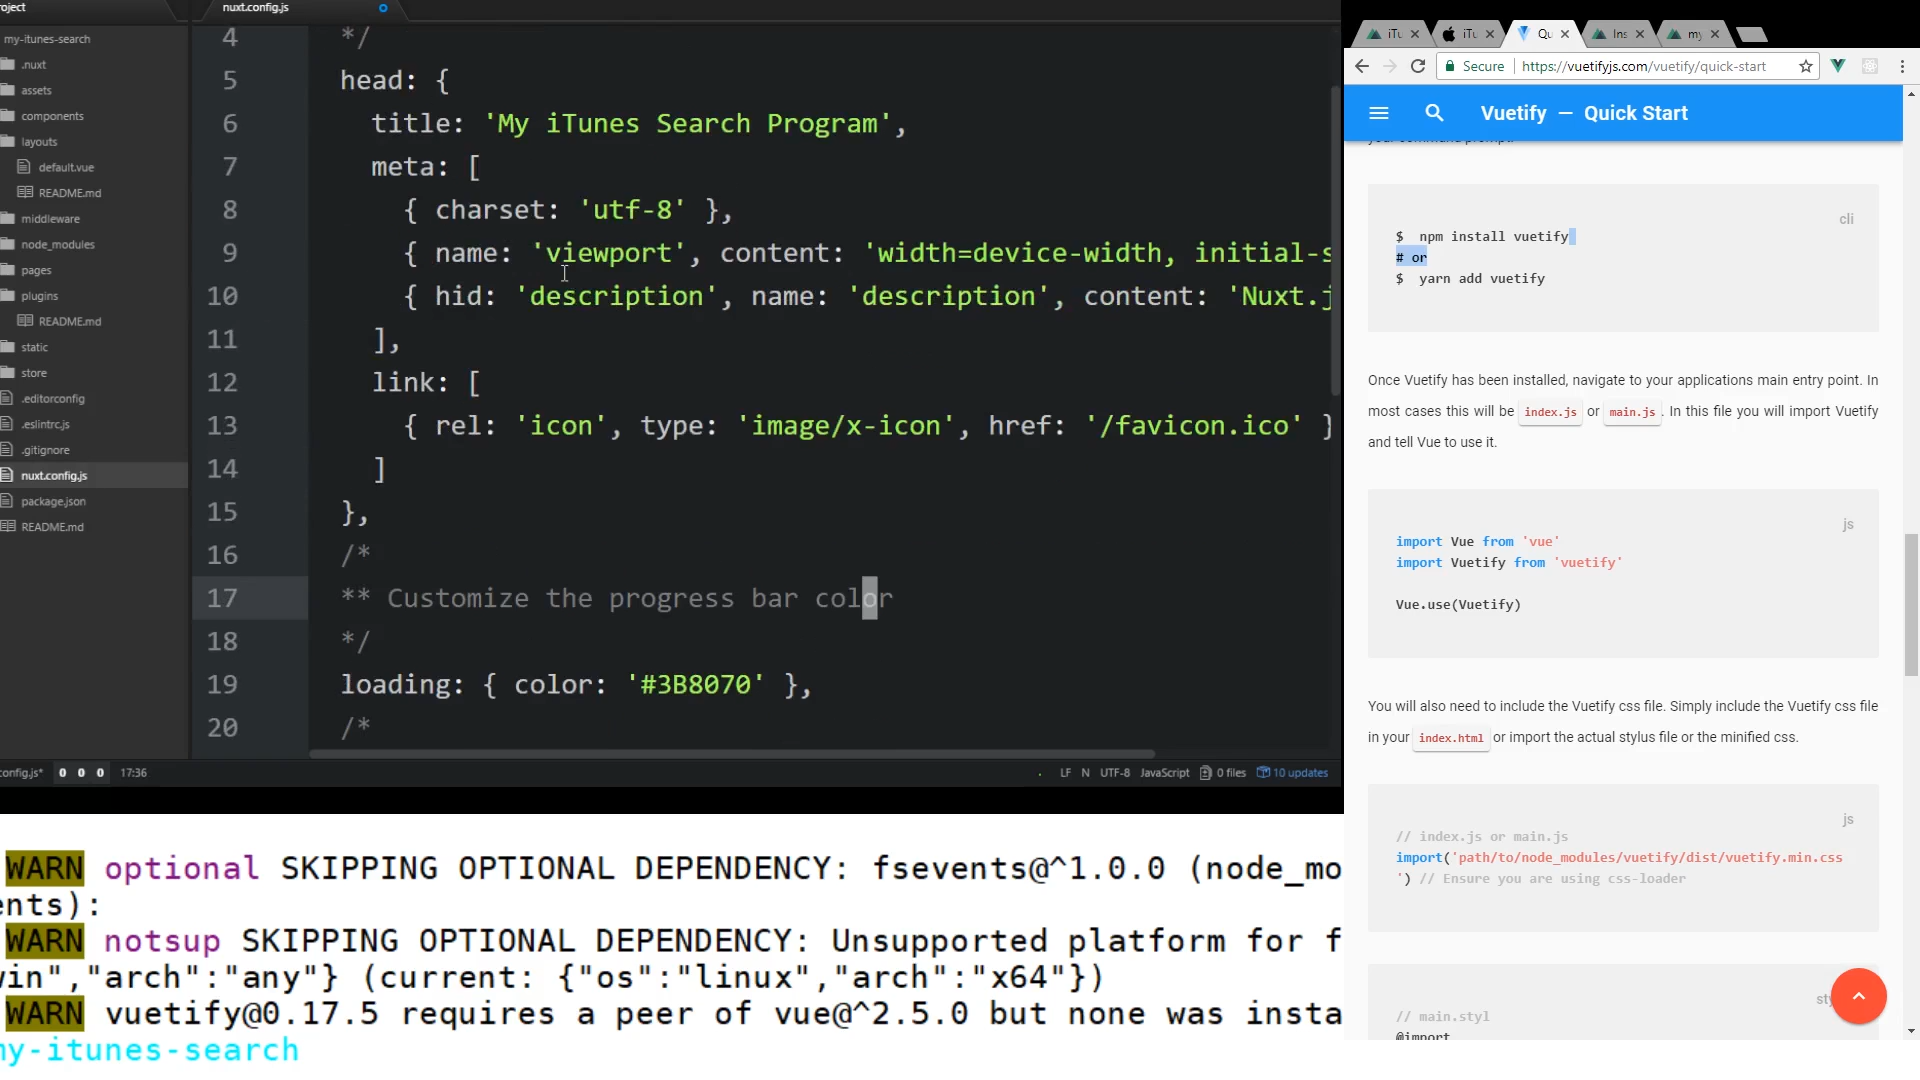 roject
nuxt.config.js
my-itunes-search
.nuxt
assets
components
layouts
default.vue
README.md
middleware
node_modules
pages
plugins
README.md
static
store
.editorconfig
.eslintrc.js
.gitignore
nuxt.config.js
package.json
README.md
4 */
5 head: {
6 title: 'My iTunes Search Program',
7 meta: [
8 { charset: 'utf-8' },
9 { name: 'viewport', content: 'width=device-width, initial-s
10 { hid: 'description', name: 'description', content: 'Nuxt.j
11 ],
12 link: [
13 { rel: 'icon', type: 'image/x-icon', href: '/favicon.ico' }
14 ]
15 },
16 /*
17 ** Customize the progress bar color
18 */
19 loading: { color: '#3B8070' },
20 /*
config.js* 0 0 0 17:36 . LF N UTF-8 JavaScript 0 files 10 updates
WARN optional SKIPPING OPTIONAL DEPENDENCY: fsevents@^1.0.0 (node_mo
ents):
WARN notsup SKIPPING OPTIONAL DEPENDENCY: Unsupported platform for f
win","arch":"any"} (current: {"os":"linux","arch":"x64"})
WARN vuetify@0.17.5 requires a peer of vue@^2.5.0 but none was insta
my-itunes-search
iTu iTu Qu Ins my
Secure https://vuetifyjs.com/vuetify/quick-start
Vuetify — Quick Start
your command prompt.
cli
$ npm install vuetify
# or
$ yarn add vuetify
Once Vuetify has been installed, navigate to your applications main entry point. In
most cases this will be index.js or main.js. In this file you will import Vuetify
and tell Vue to use it.
js
import Vue from 'vue'
import Vuetify from 'vuetify'
Vue.use(Vuetify)
You will also need to include the Vuetify css file. Simply include the Vuetify css file
in your index.html or import the actual stylus file or the minified css.
js
// index.js or main.js
import('path/to/node_modules/vuetify/dist/vuetify.min.css
') // Ensure you are using css-loader
sty
// main.styl
@import